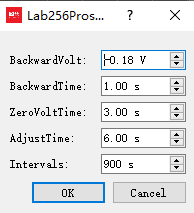 Lab256Pros...
BackwardVolt: -0.18 V
BackwardTime: 1.00 s
ZeroVoltTime: 3.00 s
AdjustTime: 6.00 s
Intervals: 900 s
OK Cancel